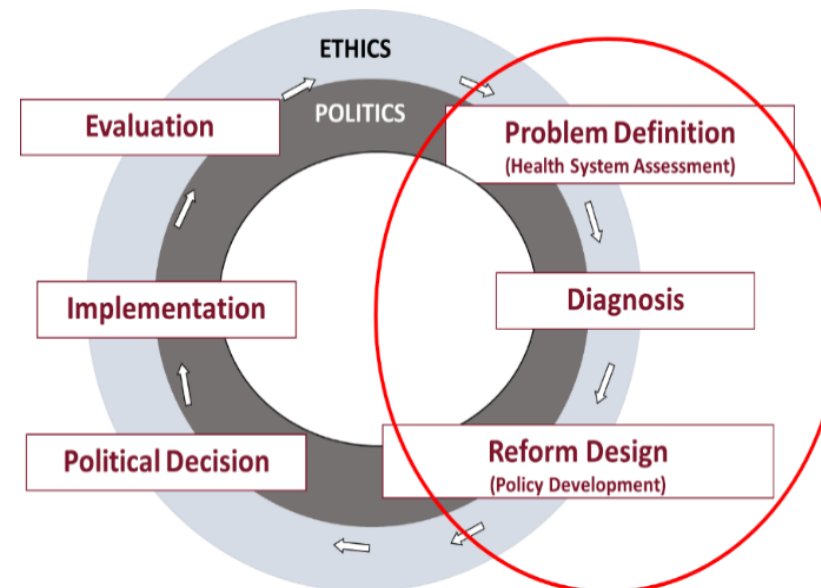 ETHICS
POLITICS
Evaluation
Problem Definition
(Health System Assessment)
Implementation
Diagnosis
Political Decision
Reform Design
(Policy Development)